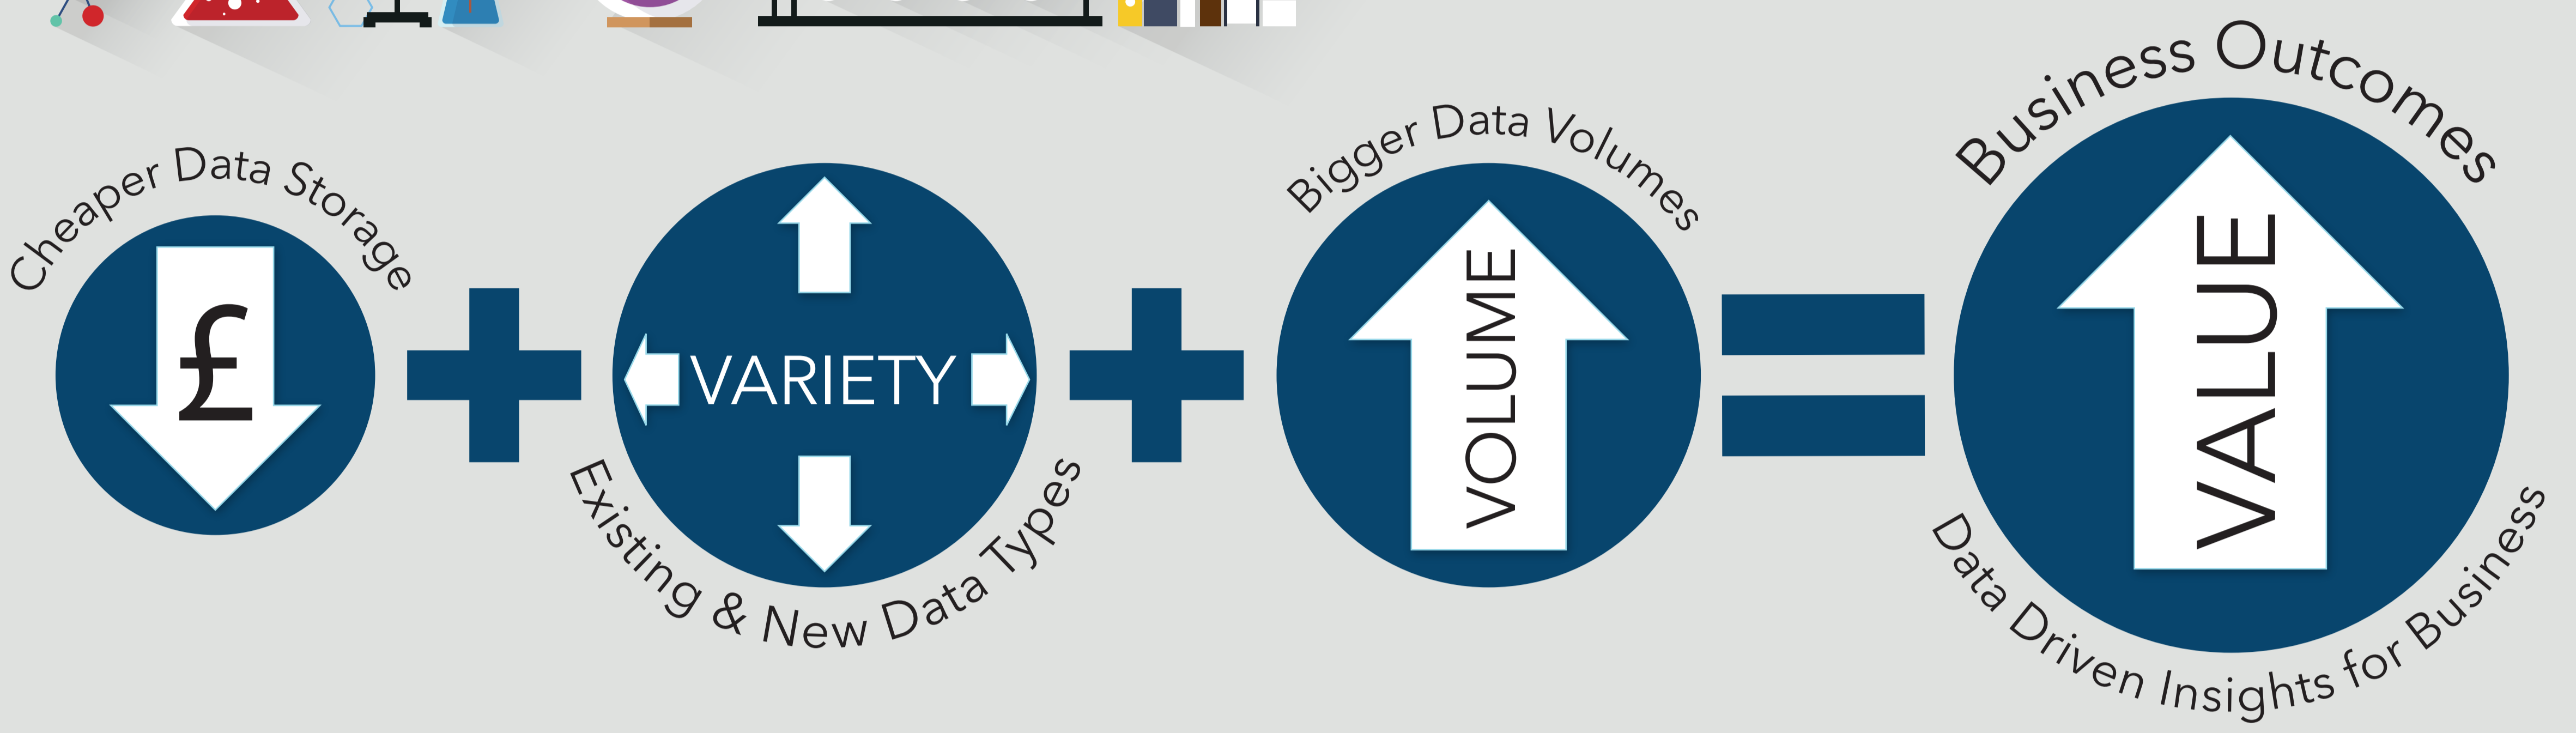 Cheaper Data Storage
£
VARIETY
Existing & New Data Types
Bigger Data Volumes
VOLUME
Business Outcomes
VALUE
Data Driven Insights for Business